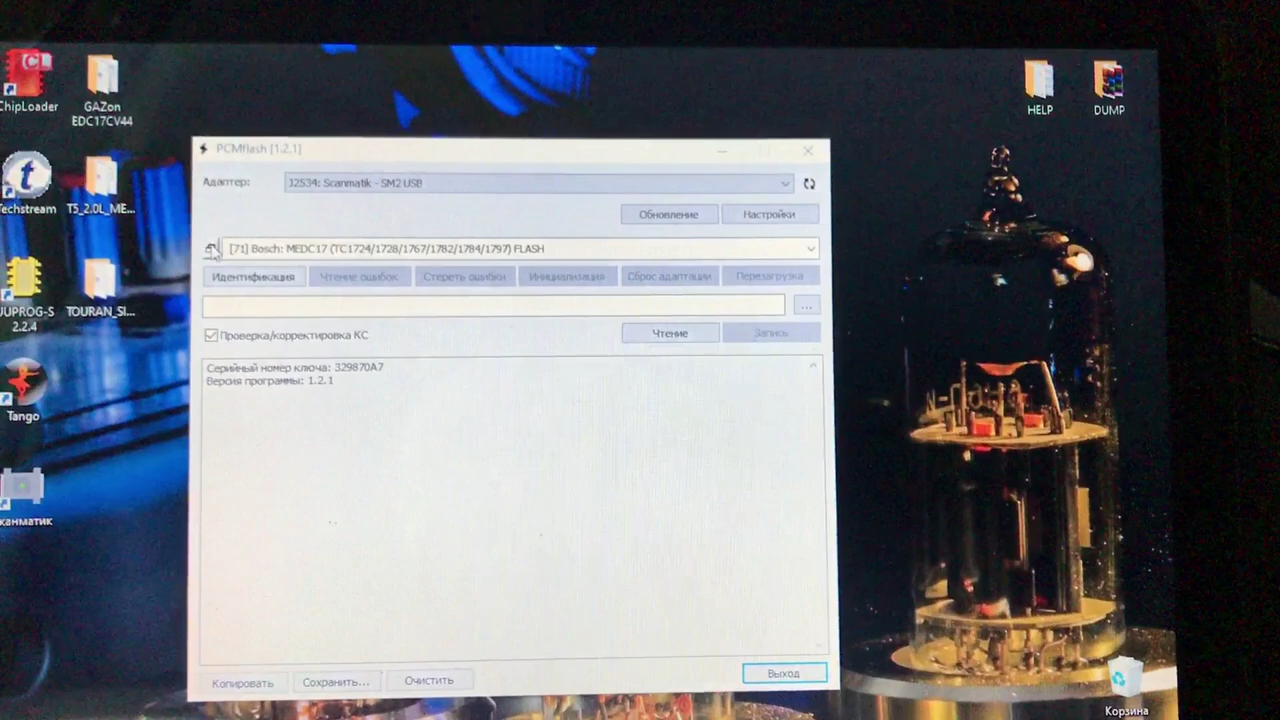 ChipLoader
GAZon
EDC17CV44
HELP
DUMP
Techstream
T5_2.0L_ME...
UUPROG-S
2.2.4
TOURAN_SI...
Tango
канматик
Корзина
PCMflash [1.2.1]
Адаптер:
J2534: Scanmatik - SM2 USB
Обновление
Настройки
[71] Bosch: MEDC17 (TC1724/1728/1767/1782/1784/1797) FLASH
Идентификация
Чтение ошибок
Стереть ошибки
Инициализация
Сброс адаптации
Перезагрузка
...
Проверка/корректировка КС
Чтение
Запись
Серийный номер ключа: 329870A7
Версия программы: 1.2.1
Копировать
Сохранить...
Очистить
Выход